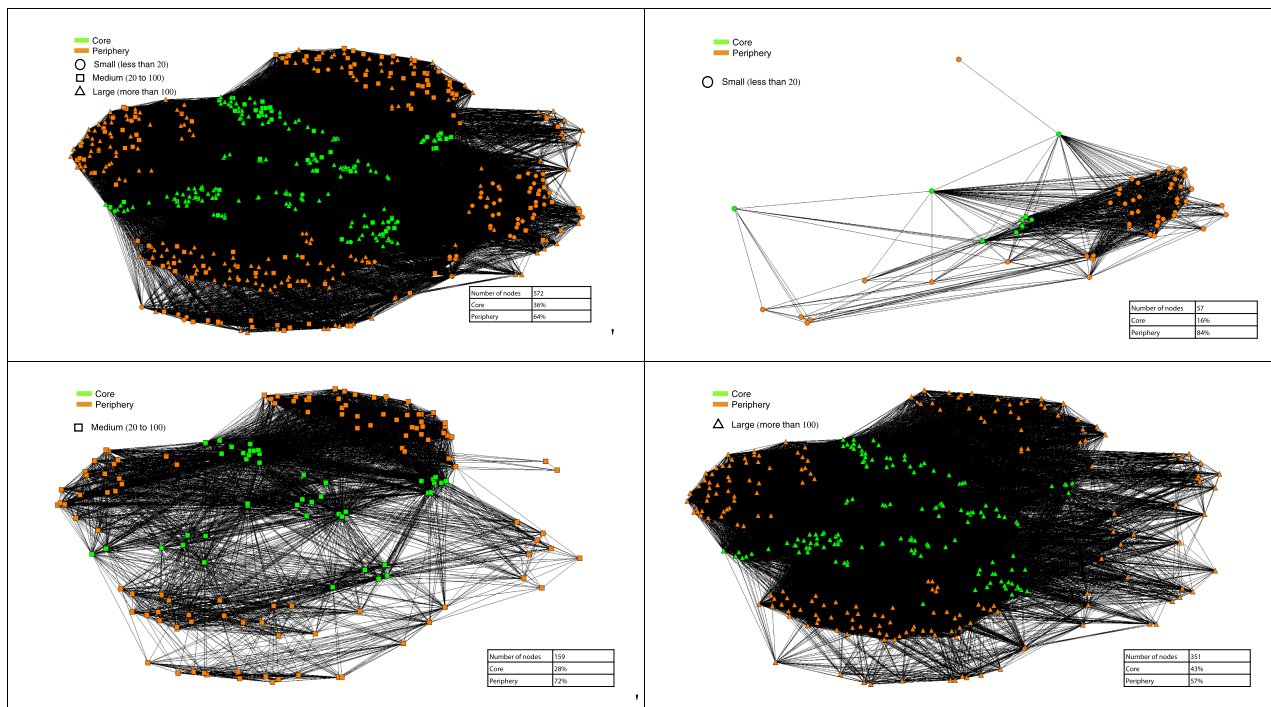 Core
Periphery
Small (less than 20)
Medium (20 to 100)
Large (more than 100)
Number of nodes 572
Core 36%
Periphery 64%
,
Core
Periphery
Small (less than 20)
Number of nodes 57
Core 16%
Periphery 84%
Core
Periphery
Medium (20 to 100)
Number of nodes 159
Core 28%
Periphery 72%
,
Core
Periphery
Large (more than 100)
Number of nodes 351
Core 43%
Periphery 57%